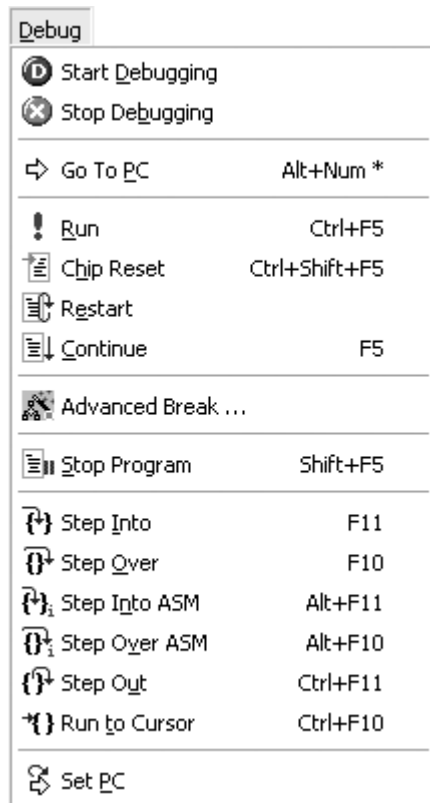 Debug
Start Debugging
Stop Debugging
Go To PC Alt+Num *
Run Ctrl+F5
Chip Reset Ctrl+Shift+F5
Restart
Continue F5
Advanced Break ...
Stop Program Shift+F5
Step Into F11
Step Over F10
Step Into ASM Alt+F11
Step Over ASM Alt+F10
Step Out Ctrl+F11
Run to Cursor Ctrl+F10
Set PC